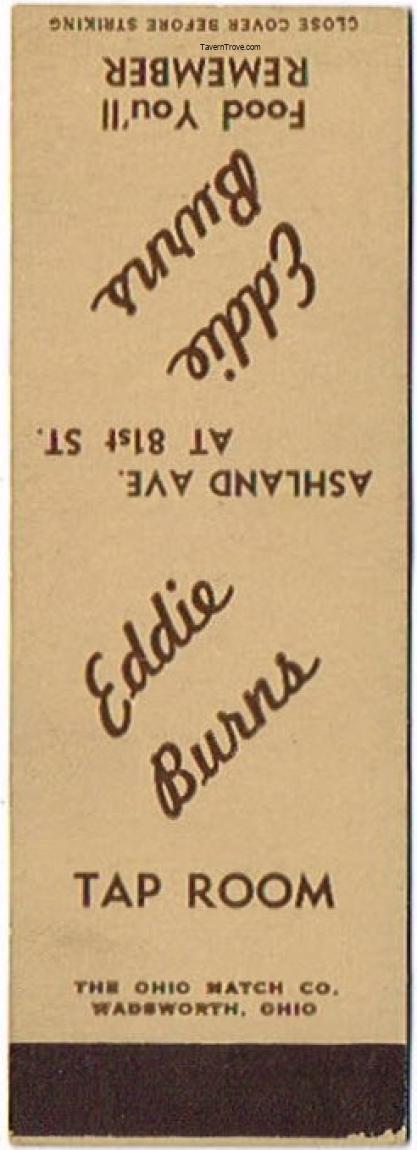 TavernTrove.com
CLOSE COVER BEFORE STRIKING
Food You'll
REMEMBER
Eddie
Burns
ASHLAND AVE.
AT 81st ST.
Eddie
Burns
TAP ROOM
THE OHIO MATCH CO.
WADSWORTH, OHIO